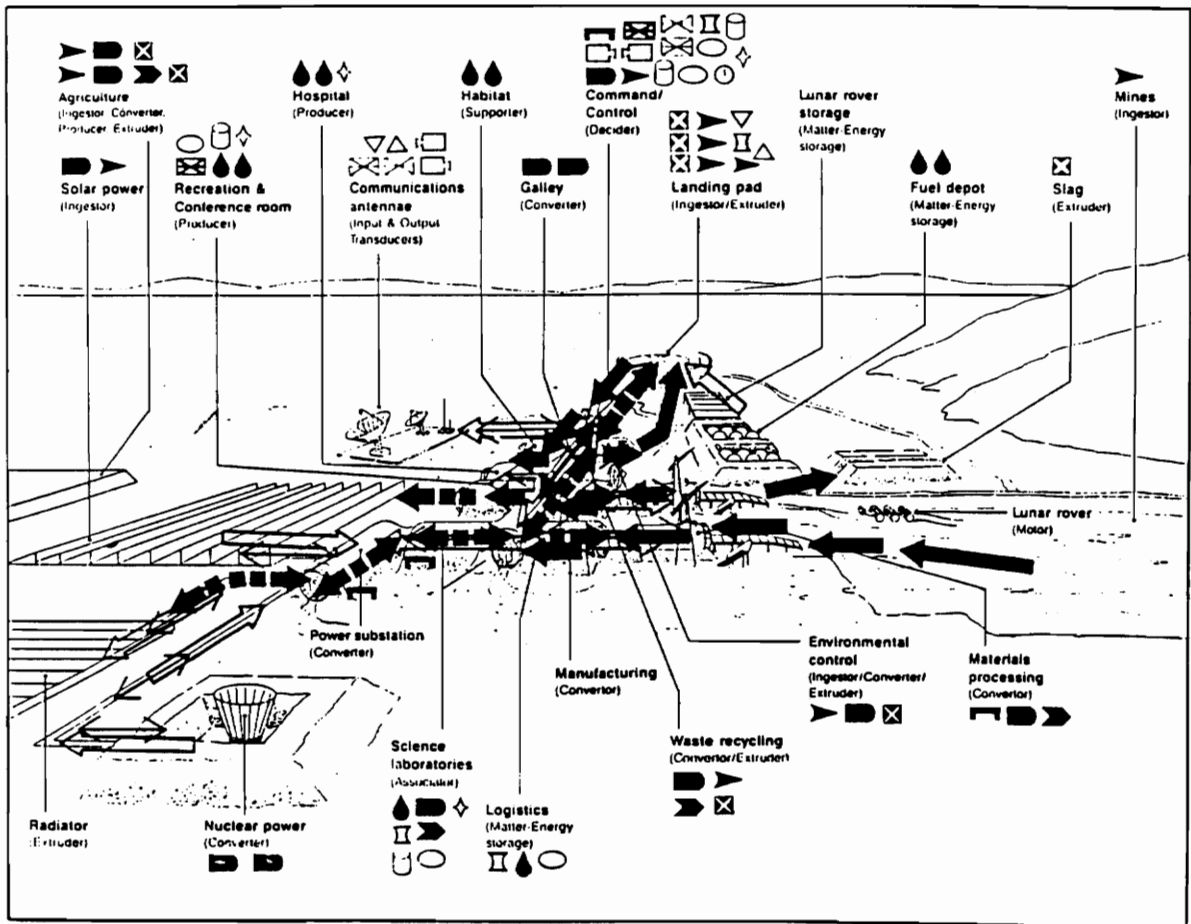 Agriculture
(Ingestor, Converter,
Producer, Extruder)
Solar power
(Ingestor)
Hospital
(Producer)
Recreation &
Conference room
(Producer)
Habitat
(Supporter)
Communications
antennae
(Input & Output
Transducers)
Galley
(Converter)
Command/
Control
(Decider)
Landing pad
(Ingestor/Extruder)
Lunar rover
storage
(Matter-Energy
storage)
Fuel depot
(Matter-Energy
storage)
Mines
(Ingestor)
Slag
(Extruder)
Lunar rover
(Motor)
Power substation
(Converter)
Manufacturing
(Convertor)
Environmental
control
(Ingestor/Converter/
Extruder)
Materials
processing
(Convertor)
Waste recycling
(Convertor/Extruder)
Science
laboratories
(Associator)
Logistics
(Matter-Energy
storage)
Radiator
(Extruder)
Nuclear power
(Converter)